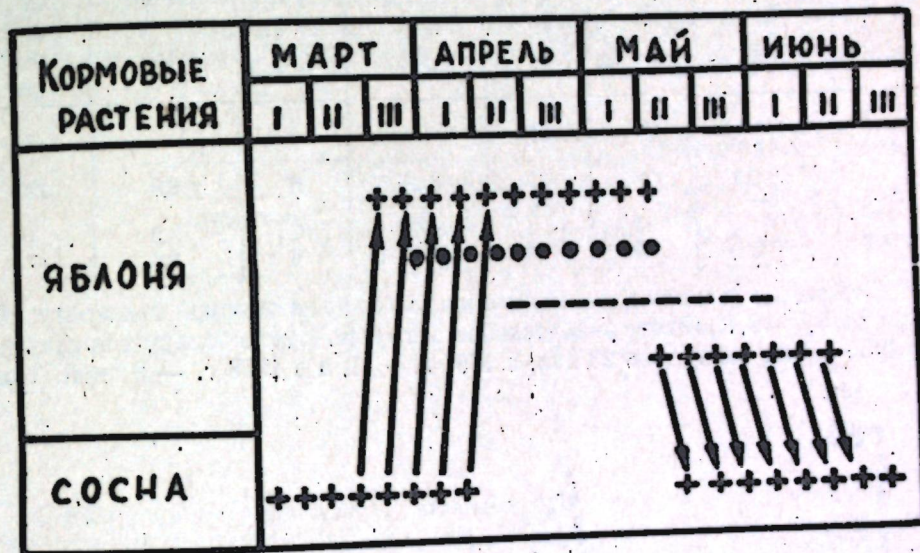 КОРМОВЫЕ РАСТЕНИЯ
МАРТ АПРЕЛЬ МАЙ ИЮНЬ
I II III I II III I II III I II III
ЯБЛОНЯ
СОСНА